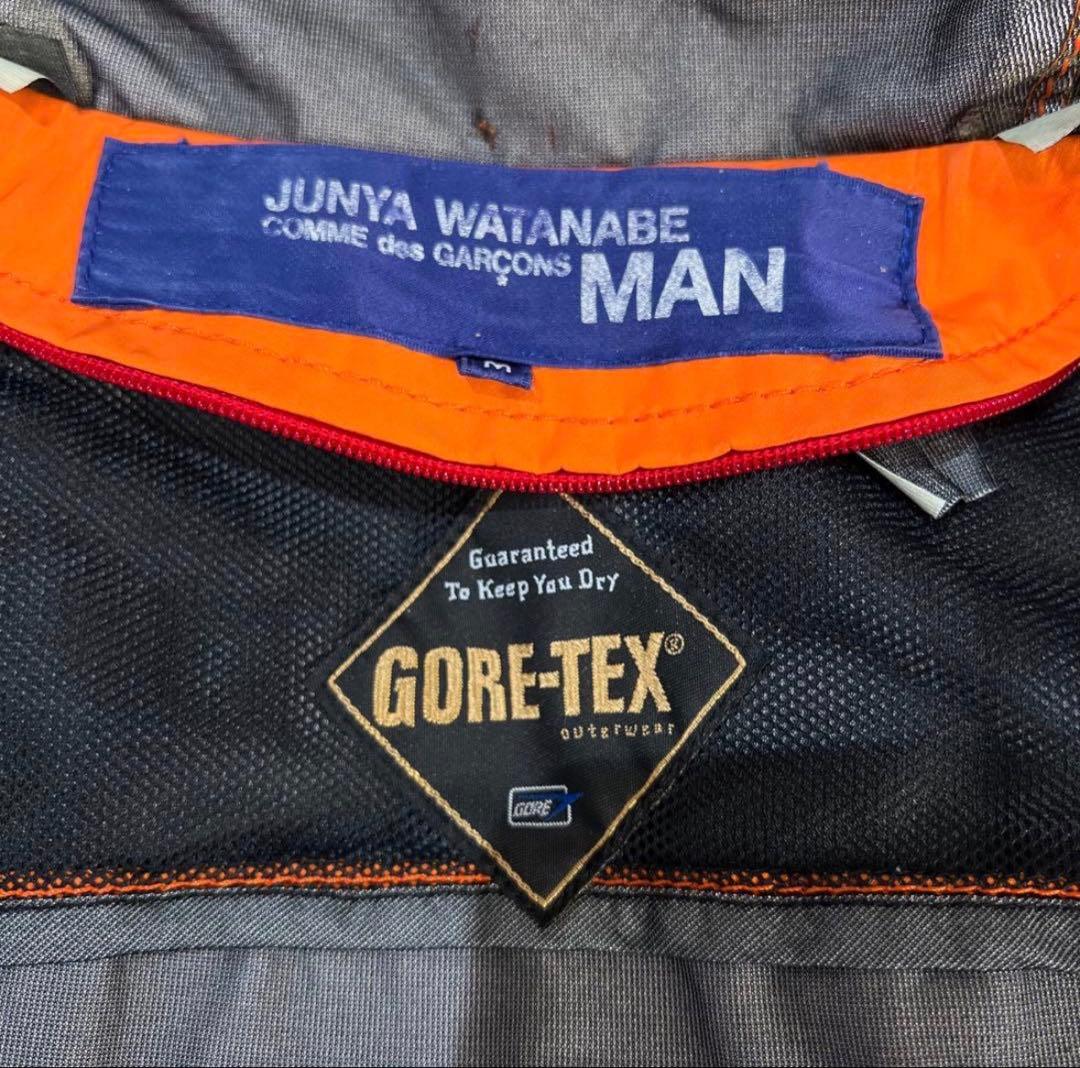 JUNYA WATANABE
COMME des GARÇONS MAN
M
Guaranteed
To Keep You Dry
GORE-TEX®
outerwear
GORE